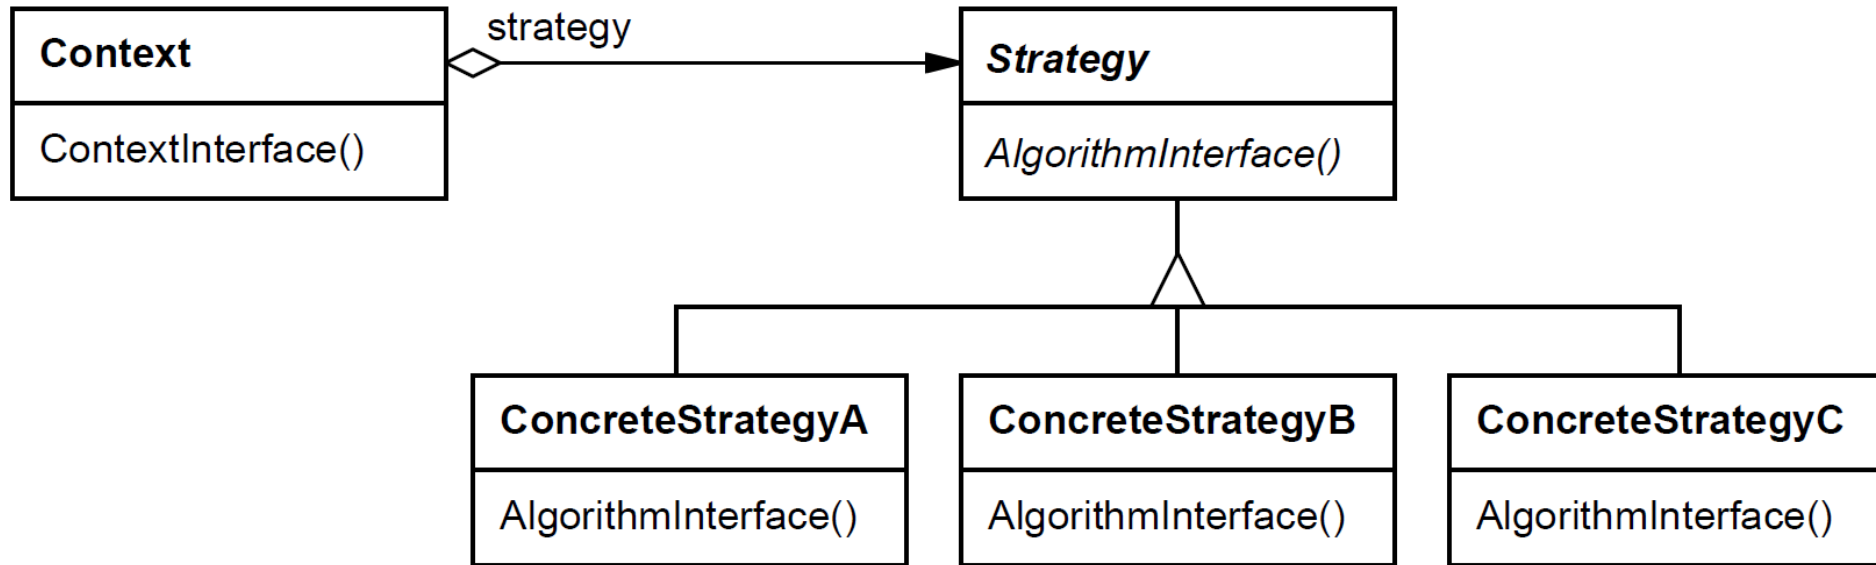 strategy
Context
Strategy
ContextInterface()
AlgorithmInterface()
ConcreteStrategyA
ConcreteStrategyB
ConcreteStrategyC
AlgorithmInterface()
AlgorithmInterface()
AlgorithmInterface()